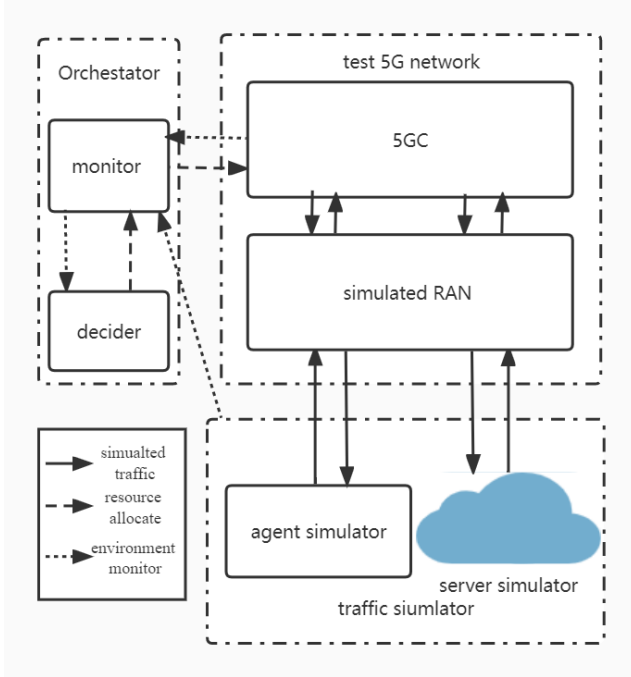 Orchestator
test 5G network
monitor
5GC
decider
simulated RAN
simualted
traffic
resource
allocate
environment
monitor
agent simulator
server simulator
traffic siumlator